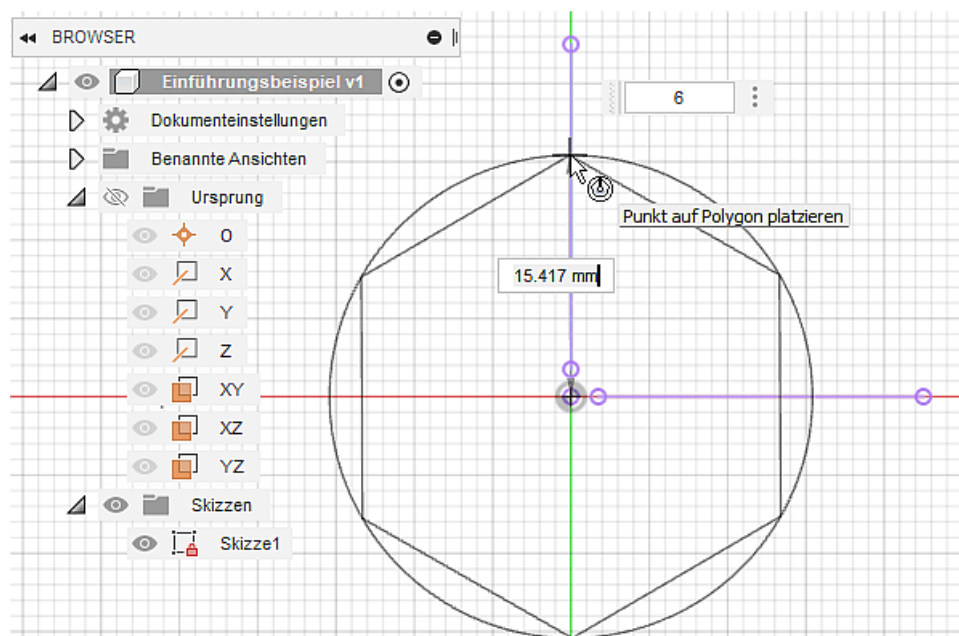 BROWSER
Einführungsbeispiel v1
Dokumenteinstellungen
Benannte Ansichten
Ursprung
O
X
Y
Z
XY
XZ
YZ
Skizzen
Skizze1
6
Punkt auf Polygon platzieren
15.417 mm